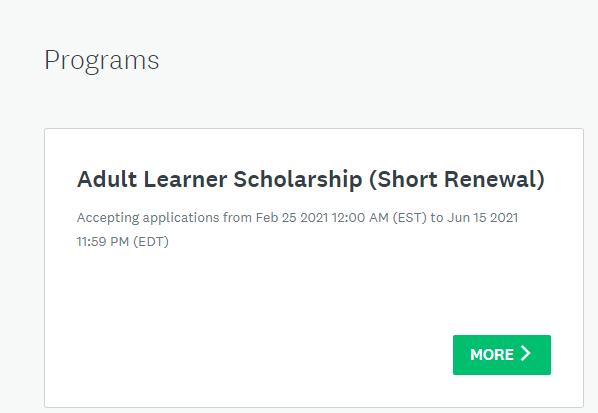 Programs
Adult Learner Scholarship (Short Renewal)
Accepting applications from Feb 25 2021 12:00 AM (EST) to Jun 15 2021
11:59 PM (EDT)
MORE